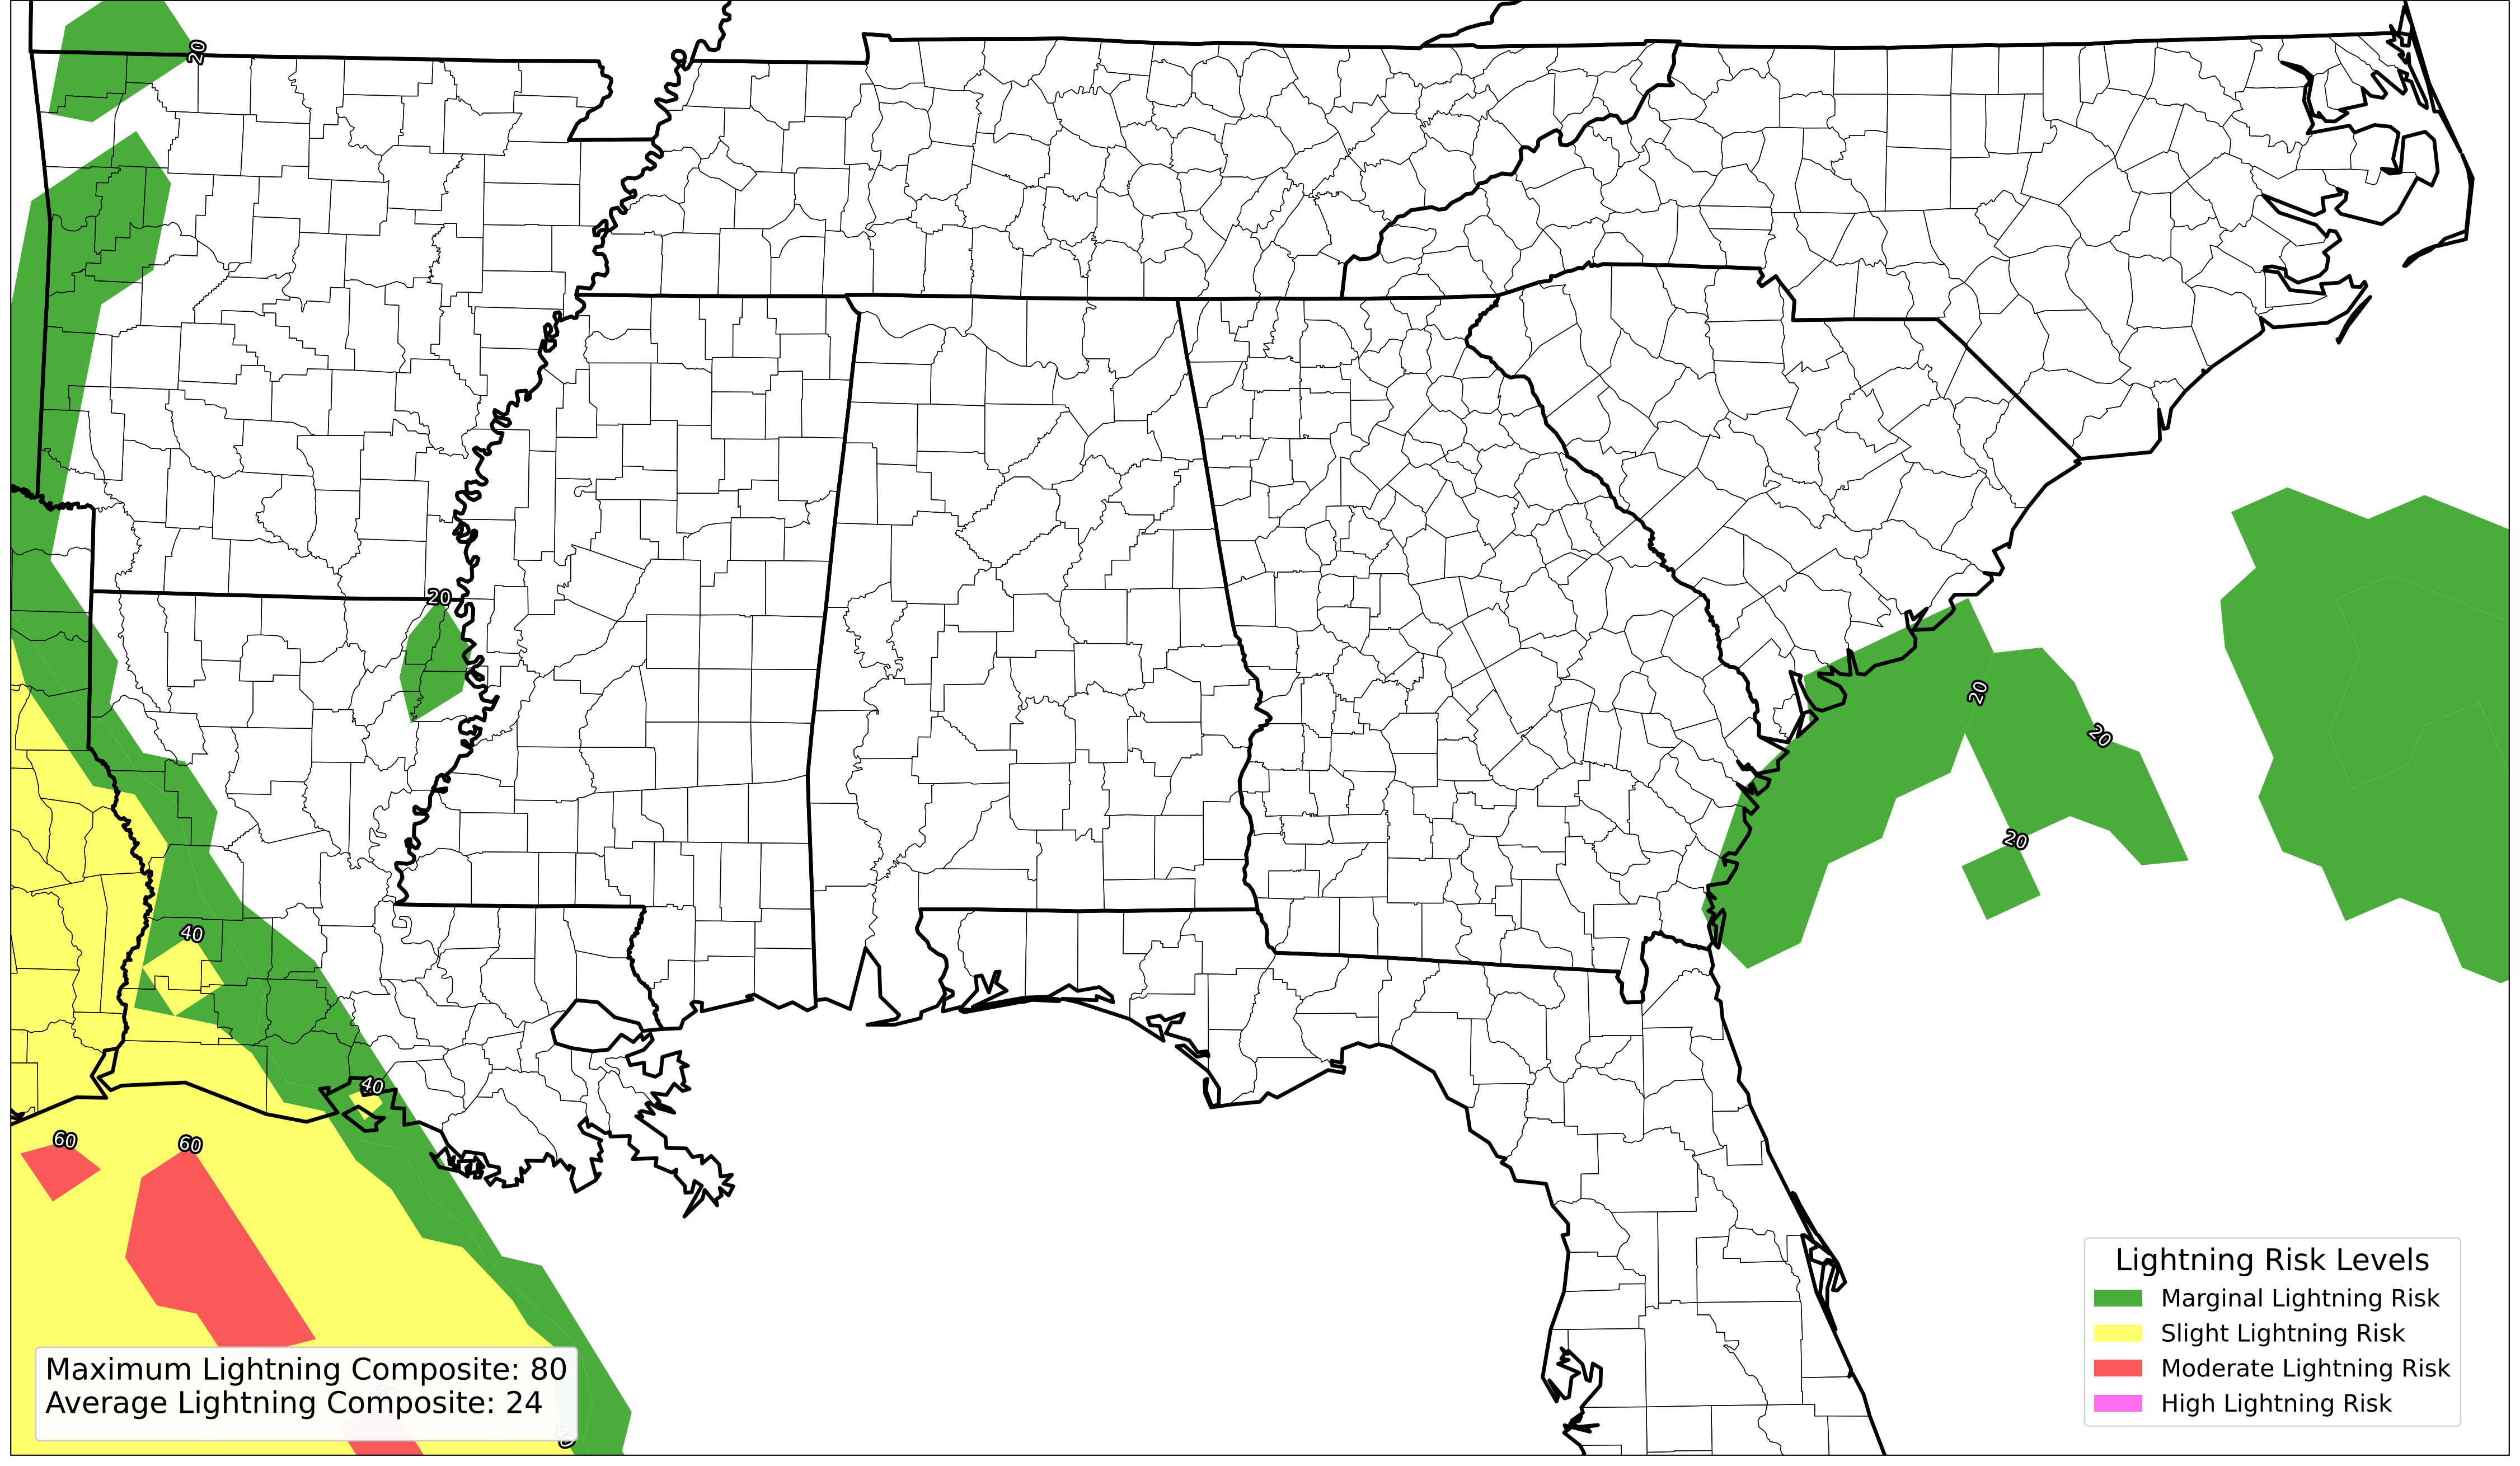 20
20
20
20
40
20
40
60
60
Lightning Risk Levels
Marginal Lightning Risk
Slight Lightning Risk
Moderate Lightning Risk
High Lightning Risk
Maximum Lightning Composite: 80
Average Lightning Composite: 24